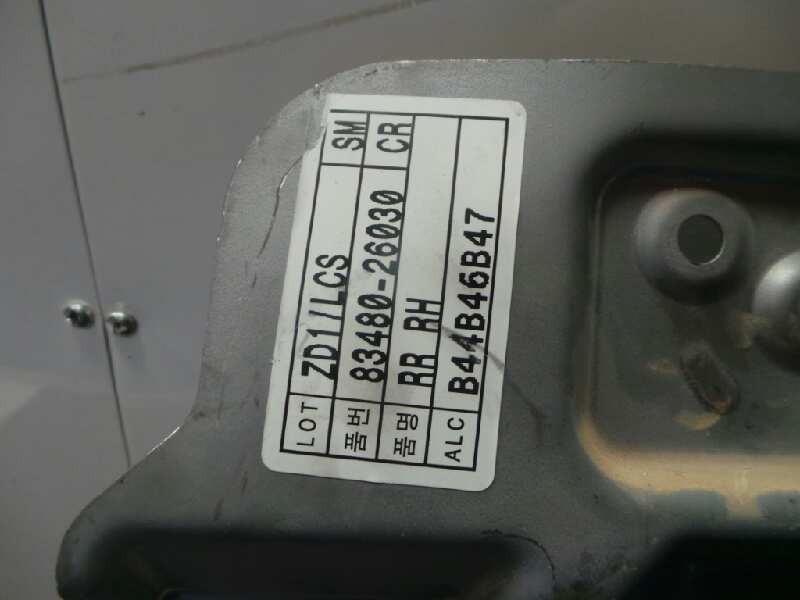 LOT ZD1/LCS SM
품번 83480-26030 CR
품명 RR RH
ALC B44B46B47